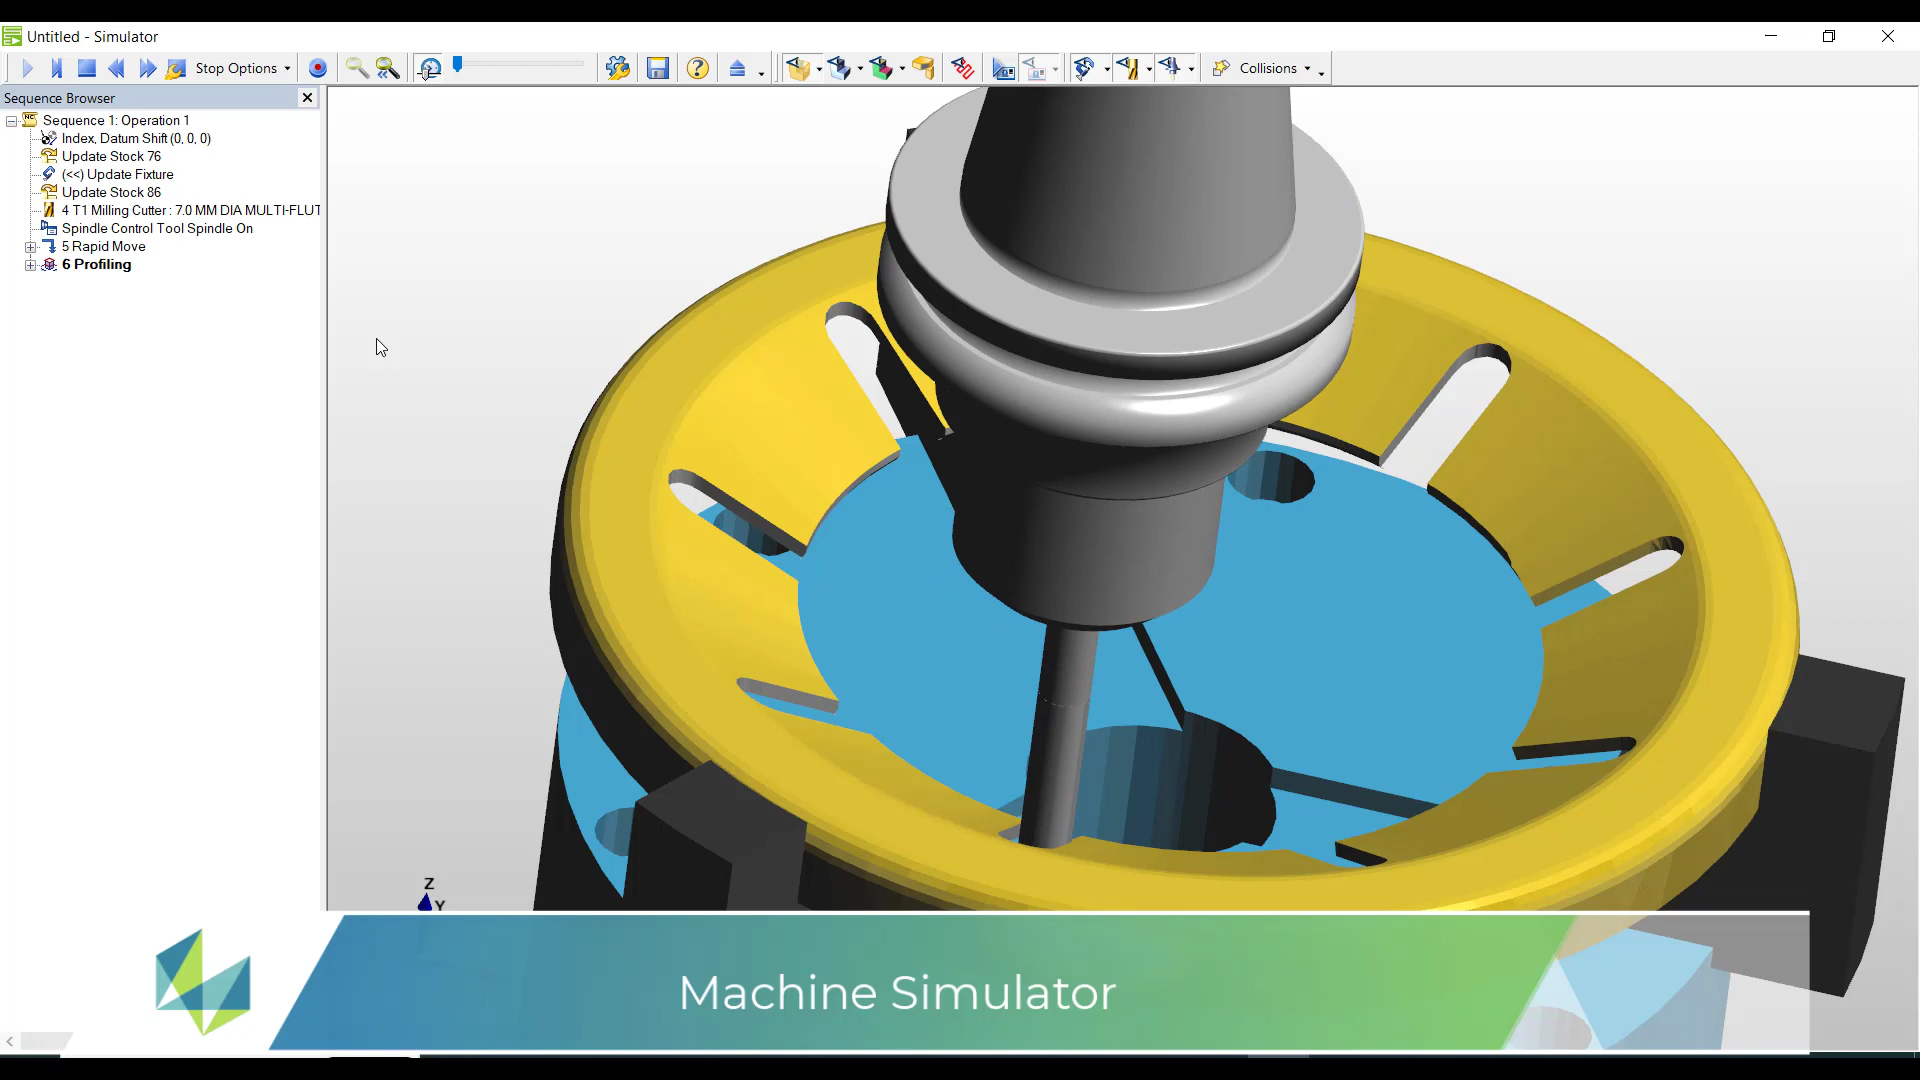 Untitled - Simulator
Stop Options
Collisions
Sequence Browser
Sequence 1: Operation 1
Index, Datum Shift (0, 0, 0)
Update Stock 76
(<<) Update Fixture
Update Stock 86
4 T1 Milling Cutter : 7.0 MM DIA MULTI-FLUT
Spindle Control Tool Spindle On
5 Rapid Move
6 Profiling
Z
Y
Machine Simulator